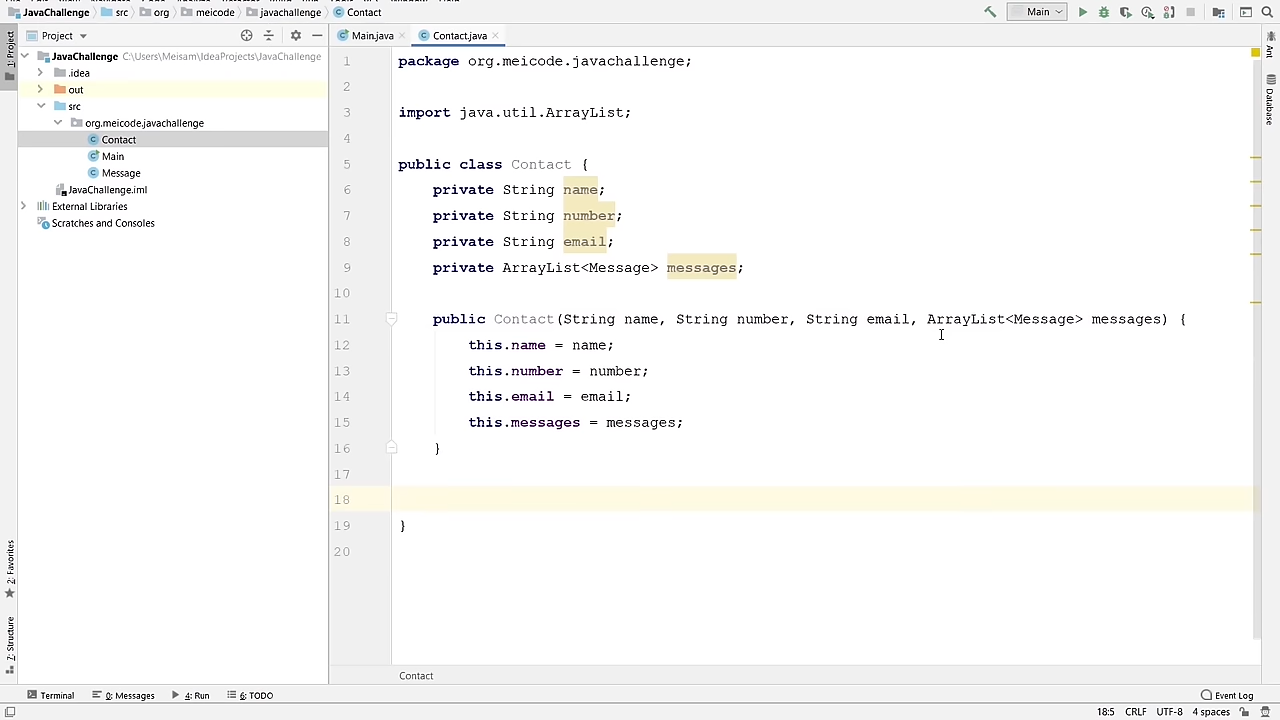 JavaChallenge src org meicode javachallenge Contact Main
1: Project
Project
Main.java Contact.java
JavaChallenge C:\Users\Meisam\IdeaProjects\JavaChallenge
.idea
out
src
org.meicode.javachallenge
Contact
Main
Message
JavaChallenge.iml
External Libraries
Scratches and Consoles
1 package org.meicode.javachallenge;
2
3 import java.util.ArrayList;
4
5 public class Contact {
6 private String name;
7 private String number;
8 private String email;
9 private ArrayList<Message> messages;
10
11 public Contact(String name, String number, String email, ArrayList<Message> messages) {
12 this.name = name;
13 this.number = number;
14 this.email = email;
15 this.messages = messages;
16 }
17
18
19 }
20
Ant
Database
2: Favorites
7: Structure
Contact
Terminal 0: Messages 4: Run 6: TODO Event Log
18:5 CRLF UTF-8 4 spaces